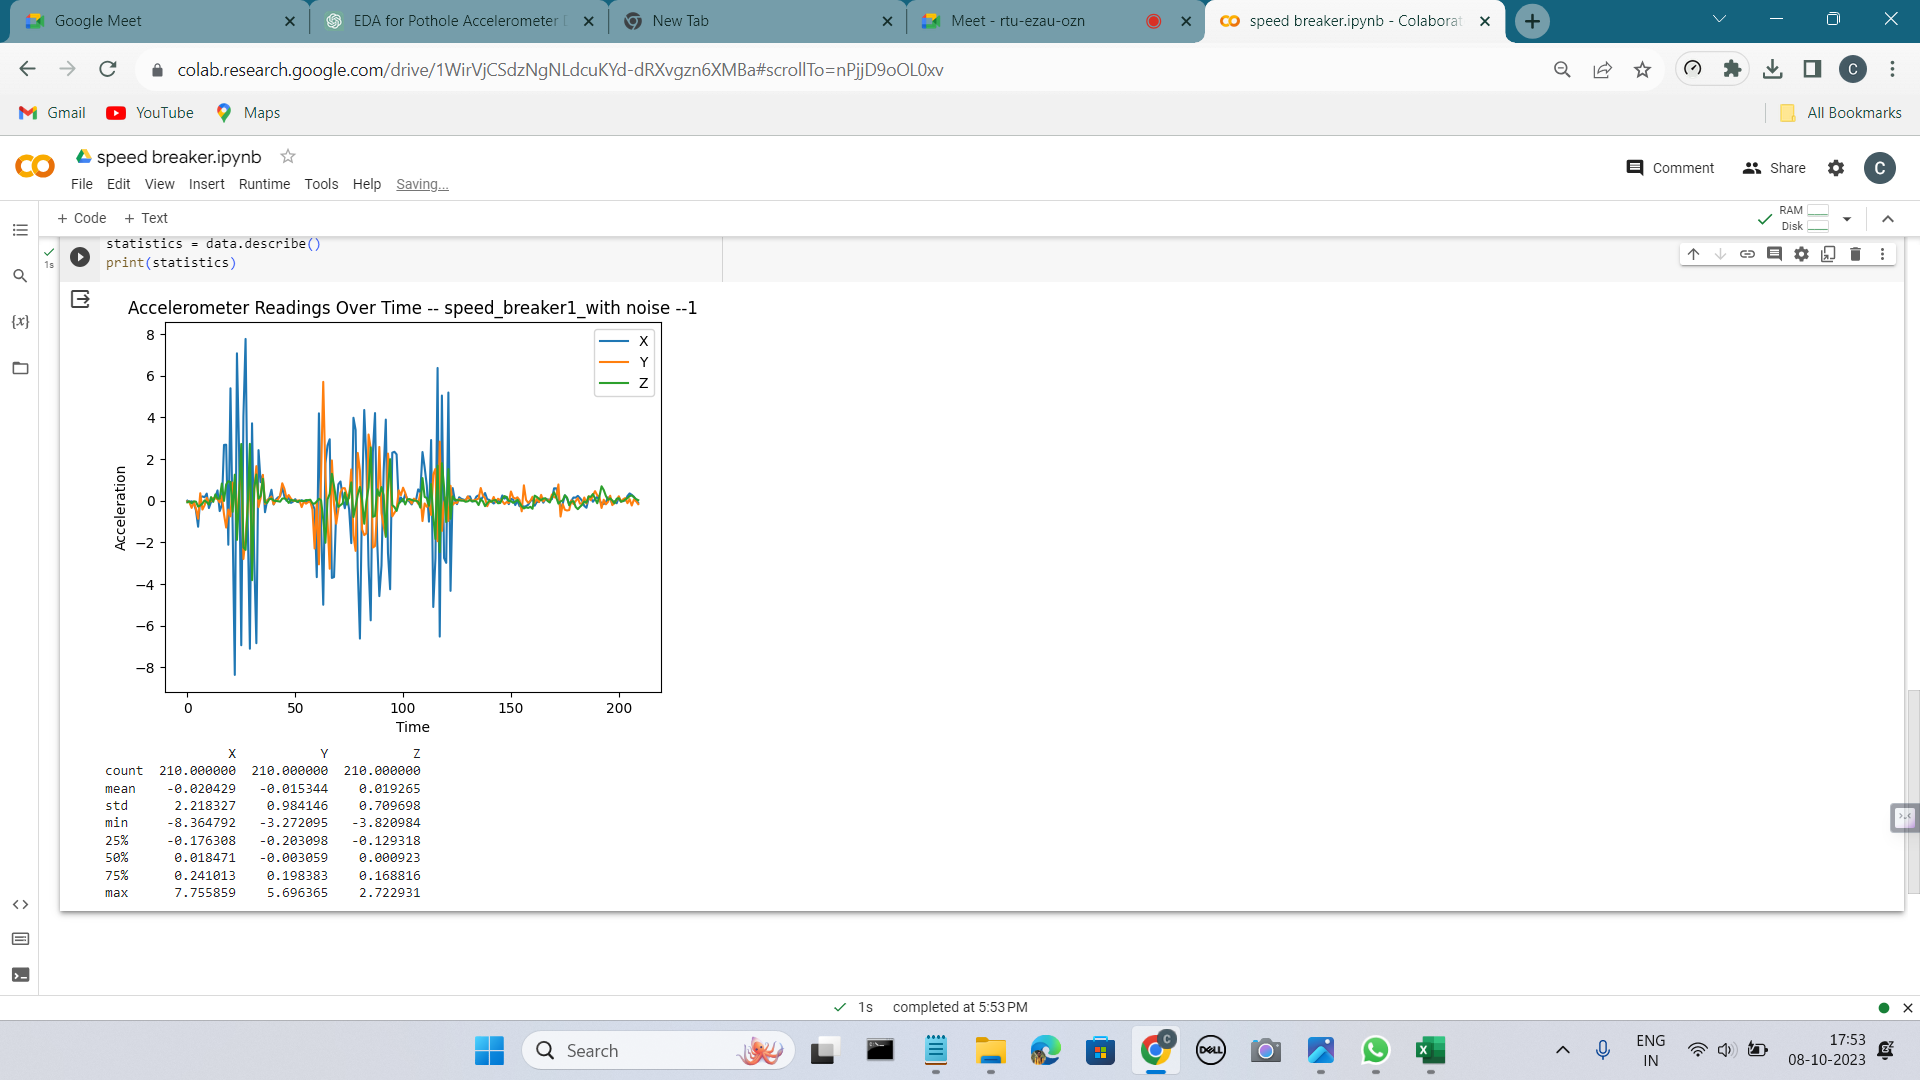 Google Meet
EDA for Pothole Accelerometer
New Tab
Meet - rtu-ezau-ozn
speed breaker.ipynb - Colaborat
colab.research.google.com/drive/1WirVjCSdzNgNLdcuKYd-dRXvgzn6XMBa#scrollTo=nPjjD9oOL0xv
C
Gmail
YouTube
Maps
All Bookmarks
speed breaker.ipynb
File Edit View Insert Runtime Tools Help Saving...
Comment
Share
C
+ Code + Text
RAM
Disk
statistics = data.describe()
print(statistics)
1s
{x}
Accelerometer Readings Over Time -- speed_breaker1_with noise --1
X
Y
Z
8
6
4
2
0
−2
−4
−6
−8
Acceleration
0 50 100 150 200
Time
X Y Z
count 210.000000 210.000000 210.000000
mean -0.020429 -0.015344 0.019265
std 2.218327 0.984146 0.709698
min -8.364792 -3.272095 -3.820984
25% -0.176308 -0.203098 -0.129318
50% 0.018471 -0.003059 0.000923
75% 0.241013 0.198383 0.168816
max 7.755859 5.696365 2.722931
1s completed at 5:53 PM
Search
C
DELL
ENG
IN
17:53
08-10-2023